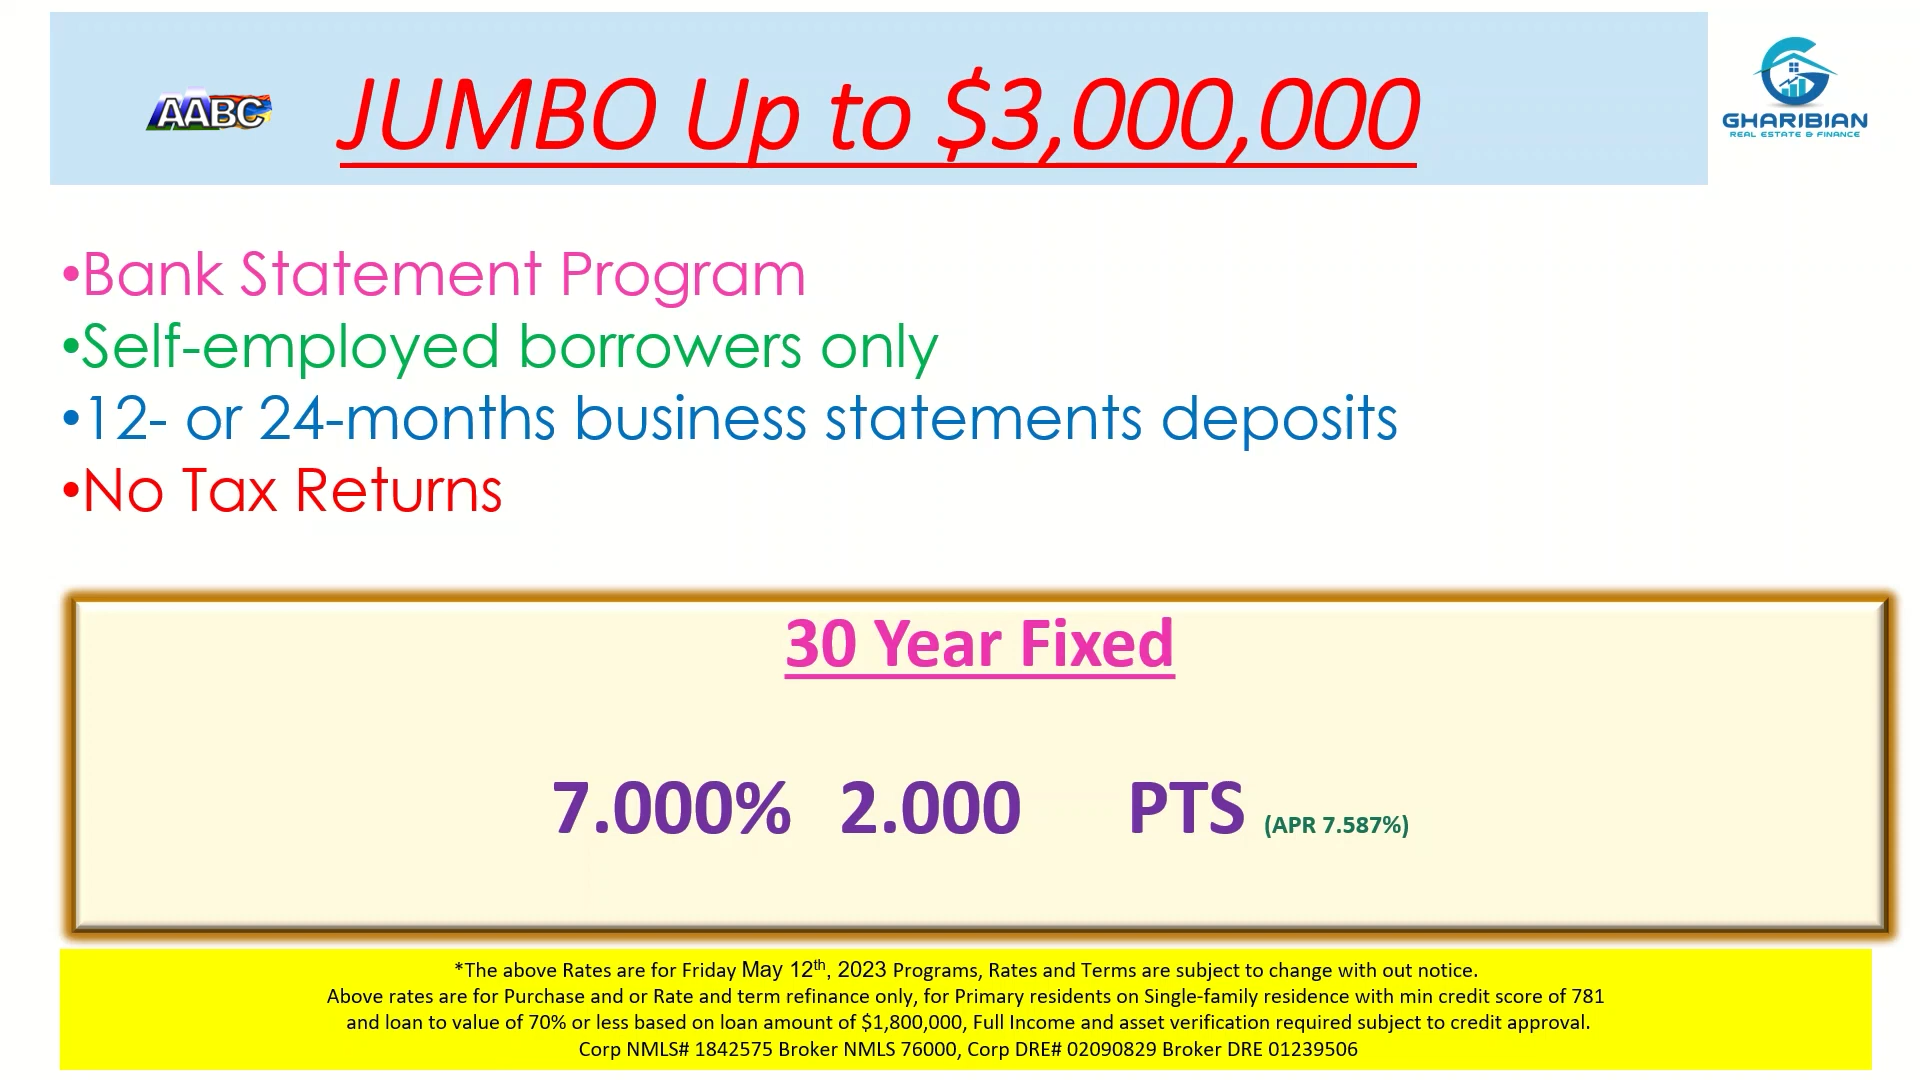 AABC
JUMBO Up to $3,000,000
GHARIBIAN
REAL ESTATE & FINANCE
•Bank Statement Program
•Self-employed borrowers only
•12- or 24-months business statements deposits
•No Tax Returns
30 Year Fixed
7.000% 2.000 PTS (APR 7.587%)
*The above Rates are for Friday May 12th, 2023 Programs, Rates and Terms are subject to change with out notice.
Above rates are for Purchase and or Rate and term refinance only, for Primary residents on Single-family residence with min credit score of 781
and loan to value of 70% or less based on loan amount of $1,800,000, Full Income and asset verification required subject to credit approval.
Corp NMLS# 1842575 Broker NMLS 76000, Corp DRE# 02090829 Broker DRE 01239506